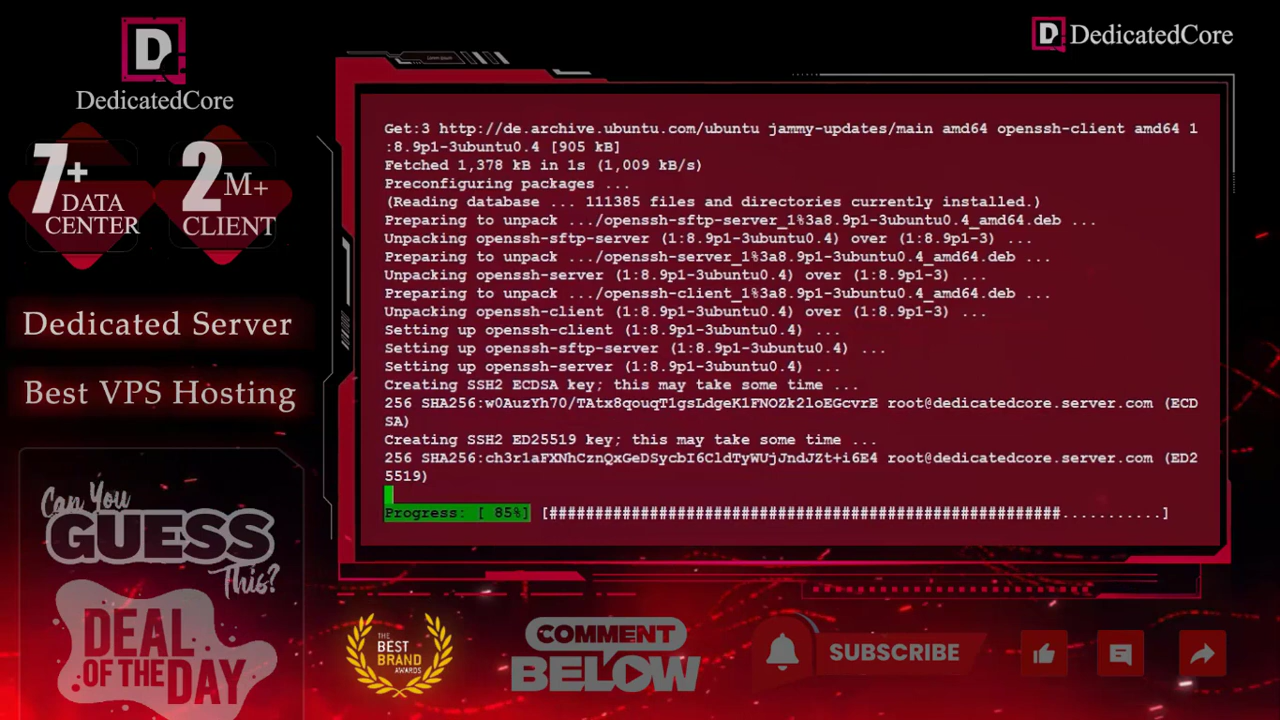 D
DedicatedCore
D DedicatedCore
7+
DATA
CENTER
2
M+
CLIENT
Dedicated Server
Best VPS Hosting
Can You
GUESS
This?
DEAL
OF THE
DAY
Get:3 http://de.archive.ubuntu.com/ubuntu jammy-updates/main amd64 openssh-client amd64 1
:8.9p1-3ubuntu0.4 [905 kB]
Fetched 1,378 kB in 1s (1,009 kB/s)
Preconfiguring packages ...
(Reading database ... 111385 files and directories currently installed.)
Preparing to unpack .../openssh-sftp-server_1%3a8.9p1-3ubuntu0.4_amd64.deb ...
Unpacking openssh-sftp-server (1:8.9p1-3ubuntu0.4) over (1:8.9p1-3) ...
Preparing to unpack .../openssh-server_1%3a8.9p1-3ubuntu0.4_amd64.deb ...
Unpacking openssh-server (1:8.9p1-3ubuntu0.4) over (1:8.9p1-3) ...
Preparing to unpack .../openssh-client_1%3a8.9p1-3ubuntu0.4_amd64.deb ...
Unpacking openssh-client (1:8.9p1-3ubuntu0.4) over (1:8.9p1-3) ...
Setting up openssh-client (1:8.9p1-3ubuntu0.4) ...
Setting up openssh-sftp-server (1:8.9p1-3ubuntu0.4) ...
Setting up openssh-server (1:8.9p1-3ubuntu0.4) ...
Creating SSH2 ECDSA key; this may take some time ...
256 SHA256:w0AuzYh70/TAtx8qouqT1gsLdgeK1FNOZk2loEGcvrE root@dedicatedcore.server.com (ECD
SA)
Creating SSH2 ED25519 key; this may take some time ...
256 SHA256:ch3r1aFXNhCznQxGeDSycbI6CldTyWUjJndJZt+i6E4 root@dedicatedcore.server.com (ED2
5519)
Progress: [ 85%] [########################################################...........]
THE
BEST
BRAND
AWARDS
COMMENT
BELOW
SUBSCRIBE